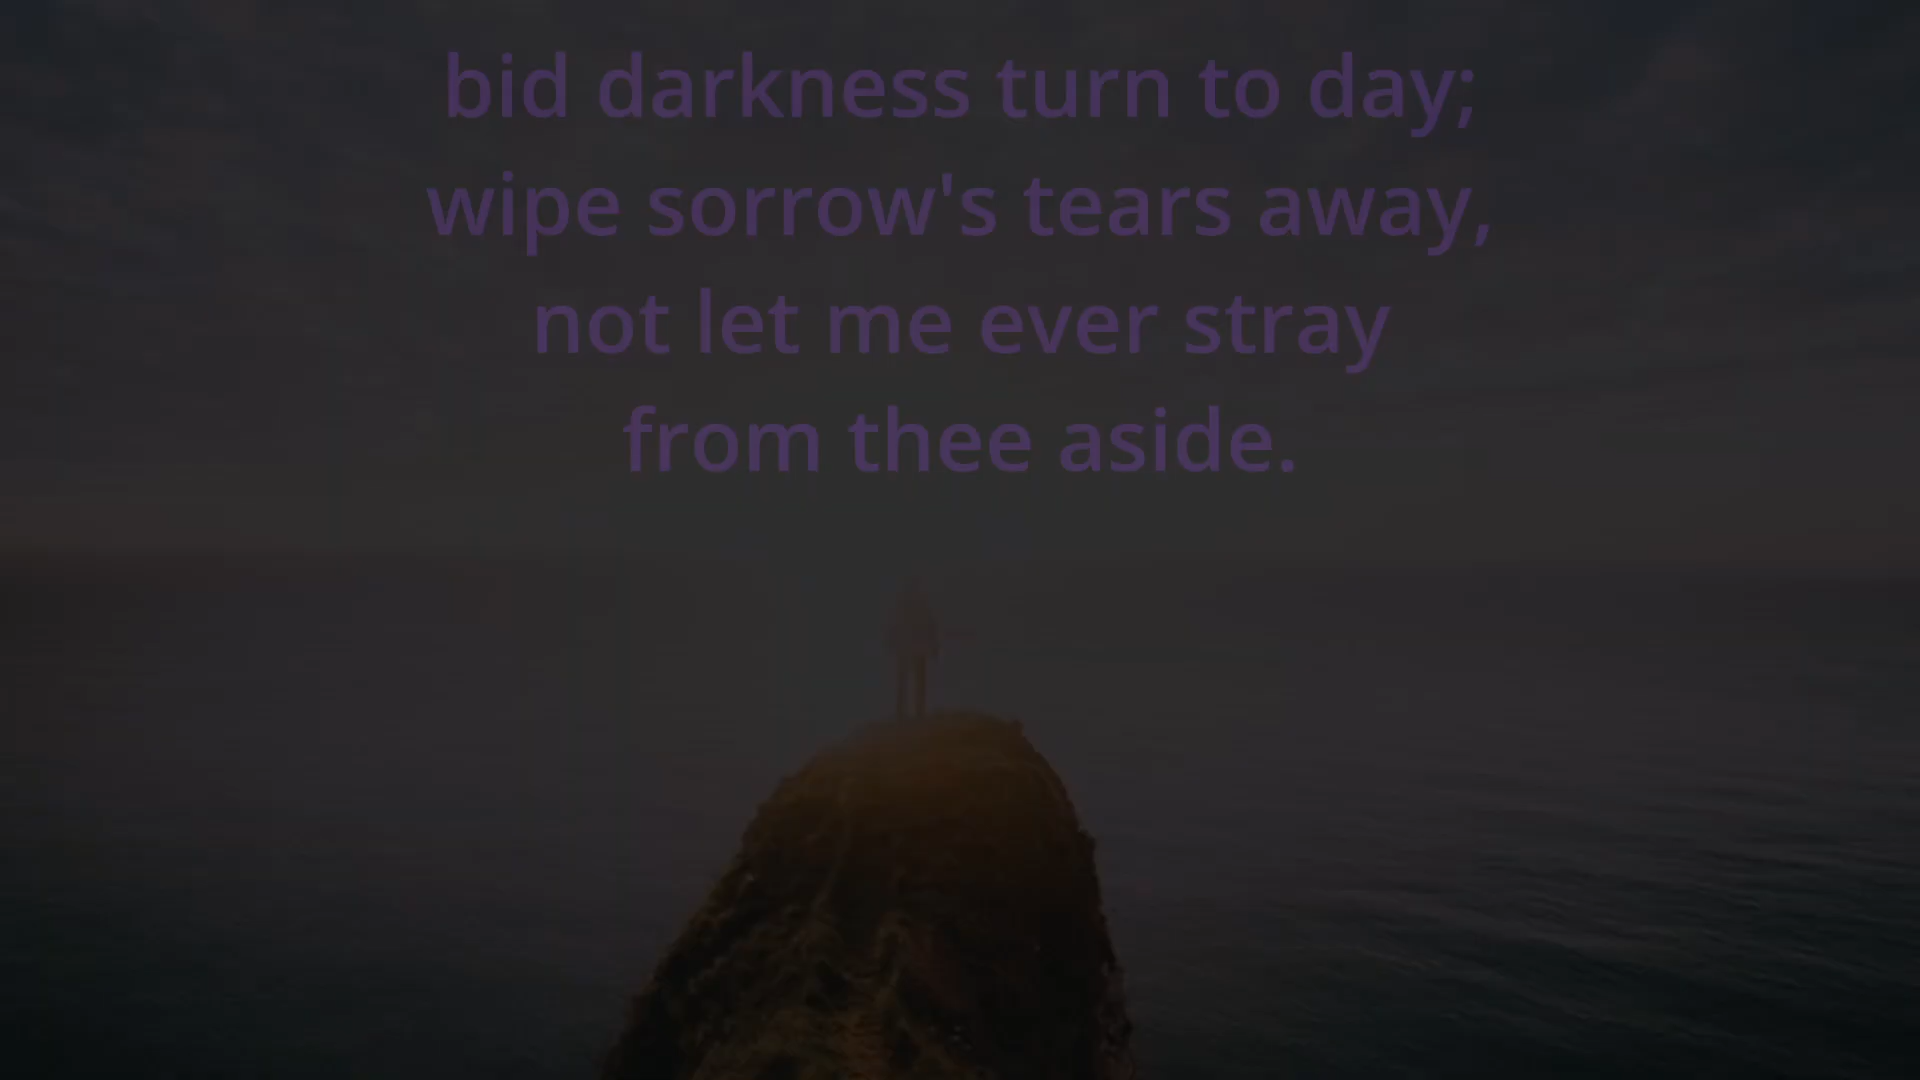 bid darkness turn to day;
wipe sorrow's tears away,
not let me ever stray
from thee aside.